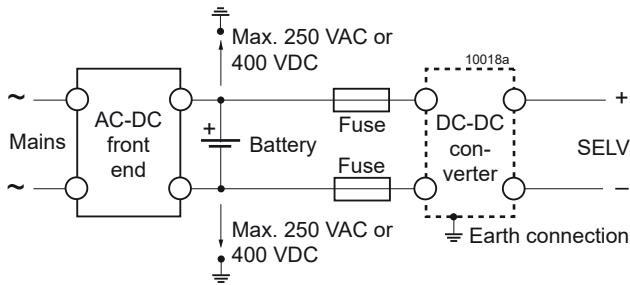 Max. 250 VAC or
400 VDC
10018a
~
+
Mains
AC-DC
front
end
+
Battery
Fuse
Fuse
DC-DC
con-
verter
SELV
~
–
Max. 250 VAC or
400 VDC
Earth connection